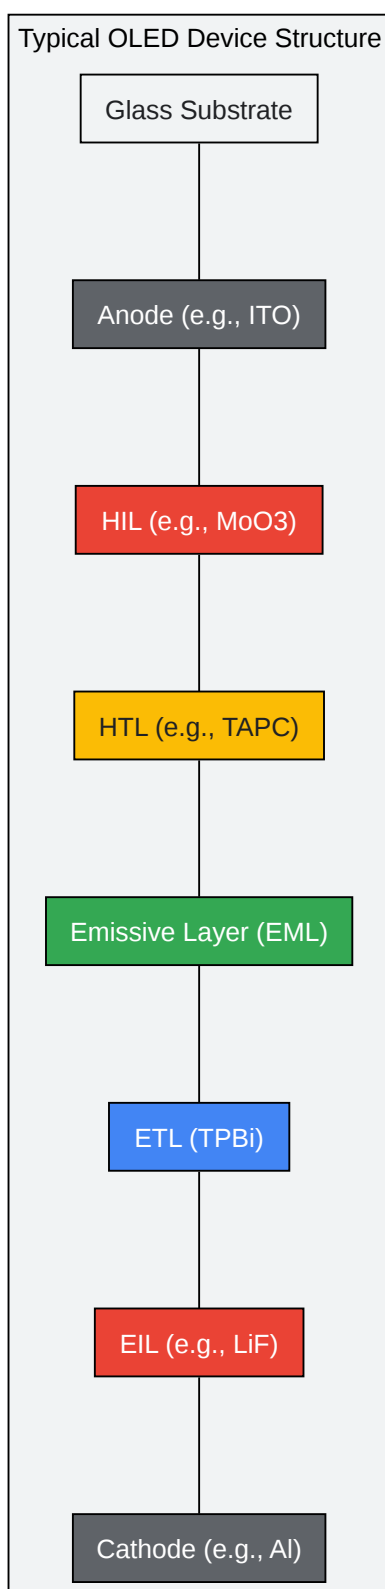 Typical OLED Device Structure
Glass Substrate
Anode (e.g., ITO)
HIL (e.g., MoO3)
HTL (e.g., TAPC)
Emissive Layer (EML)
ETL (TPBi)
EIL (e.g., LiF)
Cathode (e.g., Al)